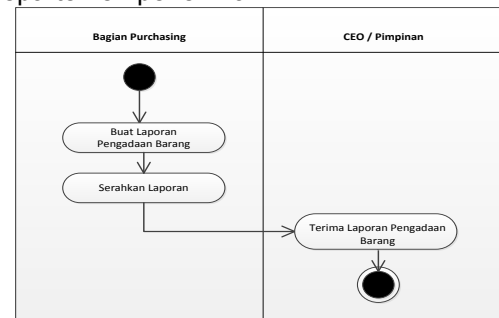 Bagian Purchasing
CEO / Pimpinan
Buat Laporan
Pengadaan Barang
Serahkan Laporan
Terima Laporan Pengadaan
Barang